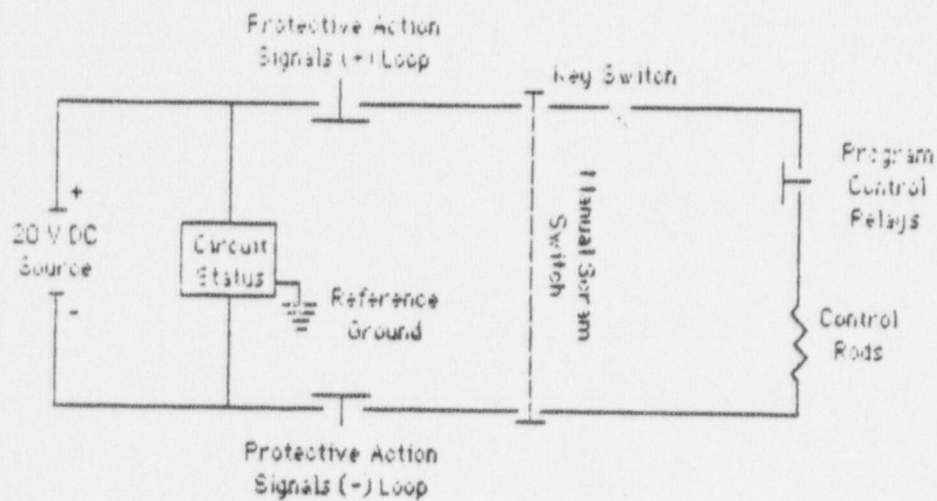 Protective Action
Signals (+) Loop
Key Switch
Program
Control
Relays
+
20 V DC
Source
-
Circuit
Status
Reference
Ground
Manual Scram
Switch
Control
Rods
Protective Action
Signals (-) Loop